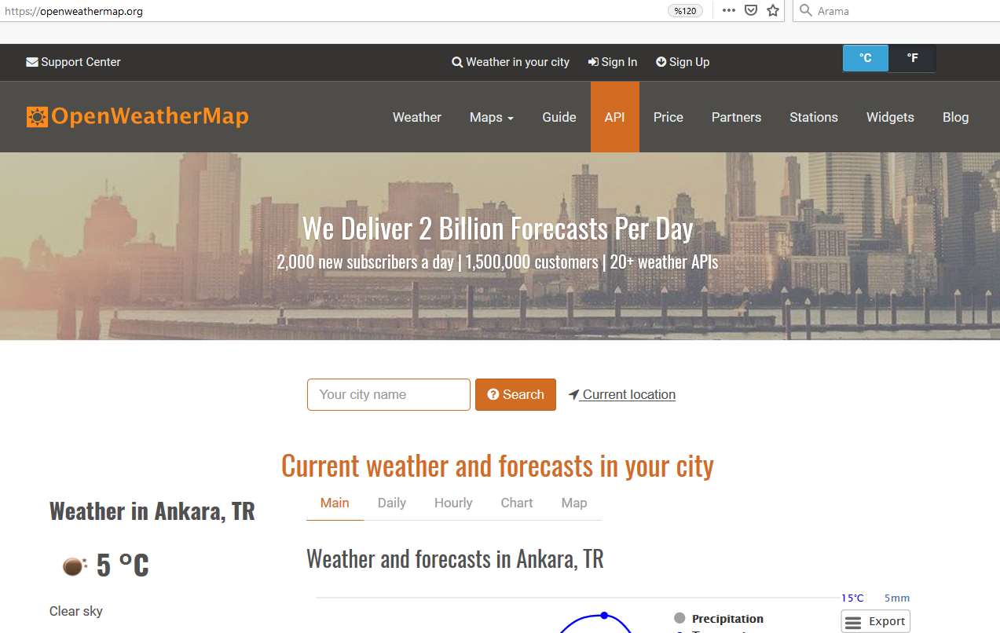 https://openweathermap.org %120 Arama
Support Center Weather in your city Sign In Sign Up °C °F
OpenWeatherMap Weather Maps Guide API Price Partners Stations Widgets Blog
We Deliver 2 Billion Forecasts Per Day
2,000 new subscribers a day | 1,500,000 customers | 20+ weather APIs
Your city name Search Current location
Current weather and forecasts in your city
Main Daily Hourly Chart Map
Weather in Ankara, TR
5 °C
Clear sky
Weather and forecasts in Ankara, TR
15°C 5mm
Precipitation
Export